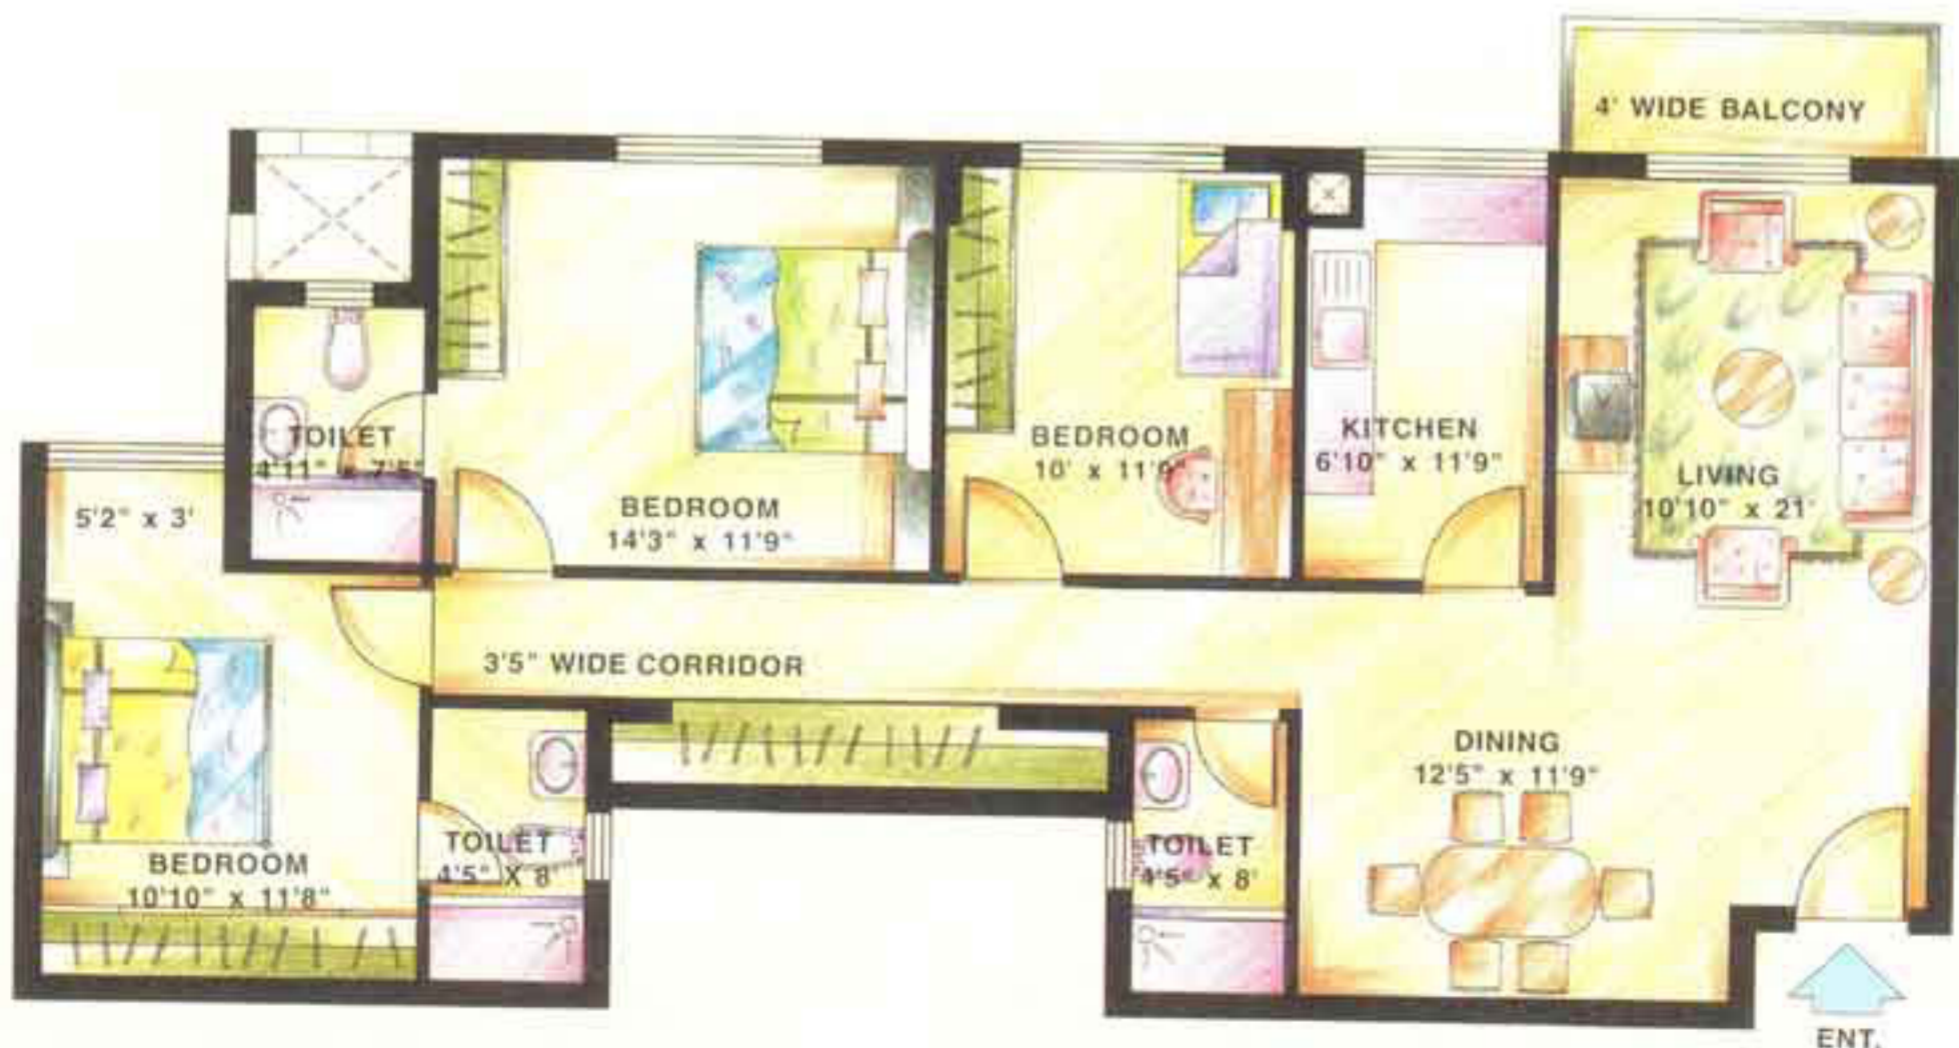 4' WIDE BALCONY
TOILET
4'11" x 7'5"
5'2" x 3'
BEDROOM
14'3" x 11'9"
BEDROOM
10' x 11'9"
KITCHEN
6'10" x 11'9"
LIVING
10'10" x 21'
3'5" WIDE CORRIDOR
DINING
12'5" x 11'9"
BEDROOM
10'10" x 11'8"
TOILET
4'5" X 8'
TOILET
4'5" x 8'
ENT.